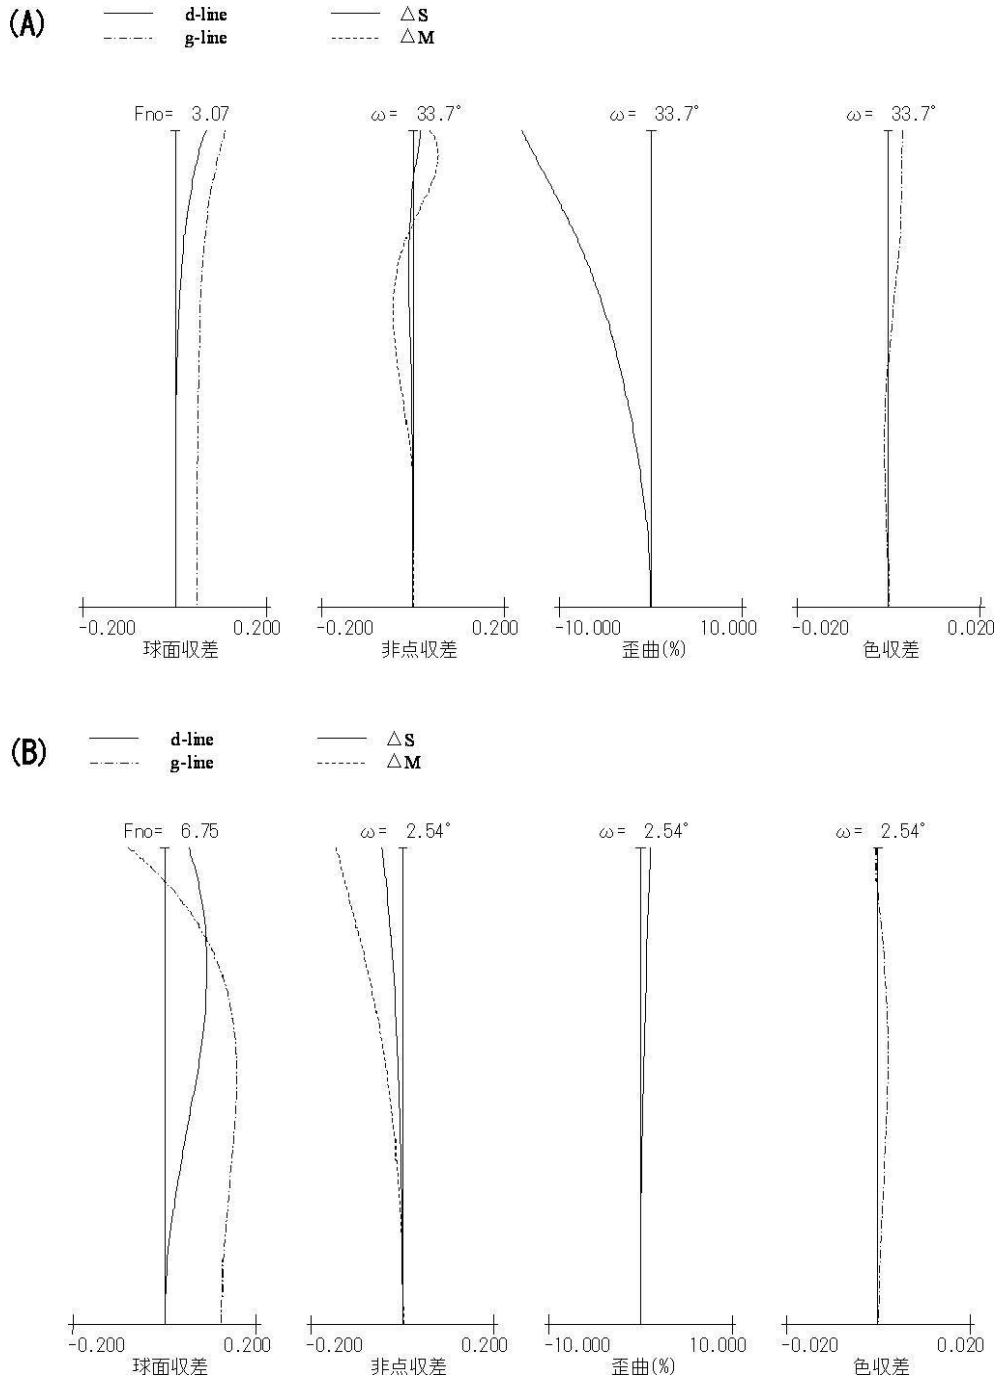 (A)
d-line △S
g-line △M
Fno= 3.07 ω= 33.7° ω= 33.7° ω= 33.7°
-0.200 0.200 -0.200 0.200 -10.000 10.000 -0.020 0.020
球面収差 非点収差 歪曲(%) 色収差
(B)
d-line △S
g-line △M
Fno= 6.75 ω= 2.54° ω= 2.54° ω= 2.54°
-0.200 0.200 -0.200 0.200 -10.000 10.000 -0.020 0.020
球面収差 非点収差 歪曲(%) 色収差